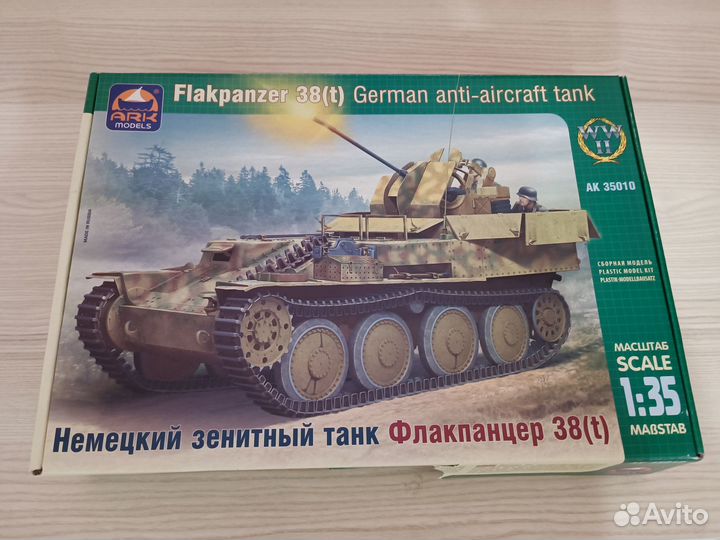 ARK
MODELS
Flakpanzer 38(t) German anti-aircraft tank
WW
II
AK 35010
MADE IN RUSSIA
СБОРНАЯ МОДЕЛЬ
PLASTIC MODEL KIT
PLASTIK-MODELLBAUSATZ
МАСШТАБ
SCALE
1:35
MAßSTAB
Немецкий зенитный танк Флакпанцер 38(t)
Avito